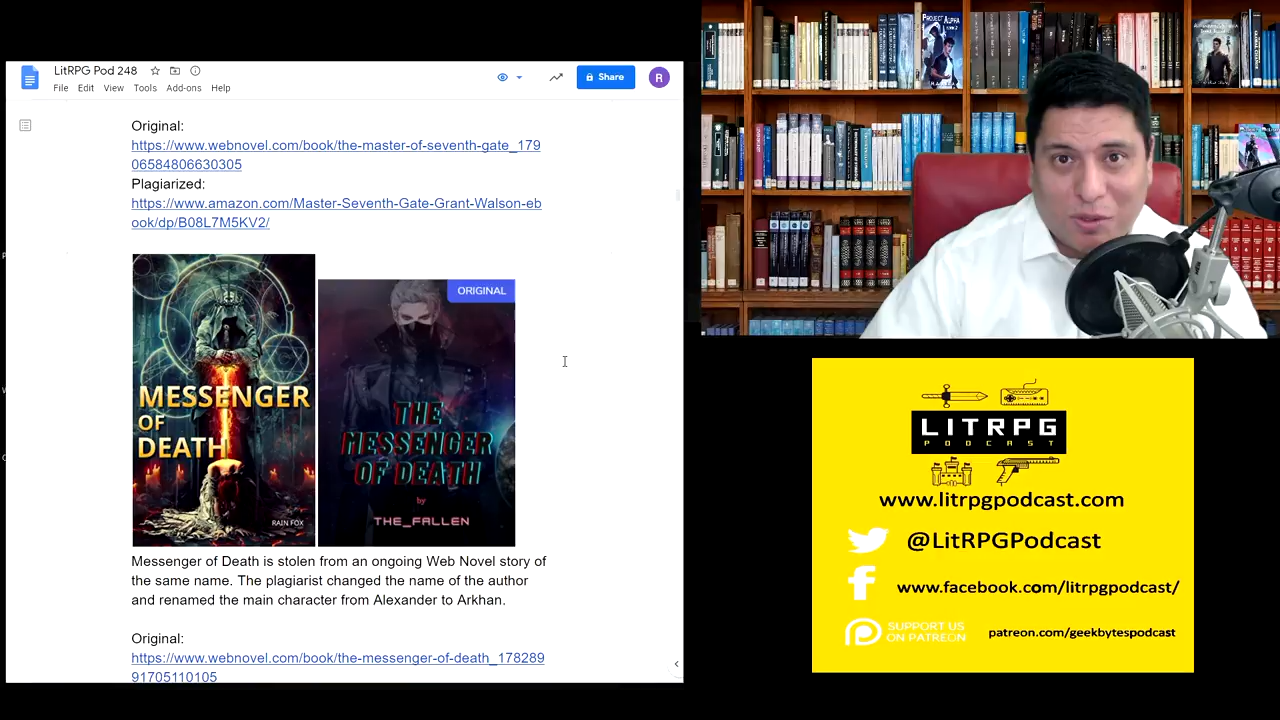 LitRPG Pod 248
File Edit View Tools Add-ons Help
Share
R
Original:
https://www.webnovel.com/book/the-master-of-seventh-gate_179
06584806630305
Plagiarized:
https://www.amazon.com/Master-Seventh-Gate-Grant-Walson-eb
ook/dp/B08L7M5KV2/
MESSENGER
OF
DEATH
RAIN FOX
ORIGINAL
THE
MESSENGER
OF DEATH
by
THE_FALLEN
Messenger of Death is stolen from an ongoing Web Novel story of
the same name. The plagiarist changed the name of the author
and renamed the main character from Alexander to Arkhan.
Original:
https://www.webnovel.com/book/the-messenger-of-death_178289
91705110105
PROJECT
ALPHA
LITRPG
PODCAST
www.litrpgpodcast.com
@LitRPGPodcast
www.facebook.com/litrpgpodcast/
SUPPORT US
ON PATREON
patreon.com/geekbytespodcast